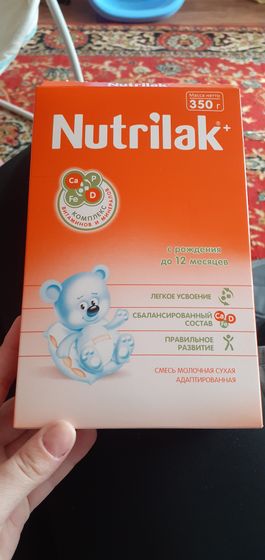 Nutrilak
Масса нетто
350 г
Nutrilak+
Ca P
Fe D
КОМПЛЕКС
ВИТАМИНОВ И МИНЕРАЛОВ
с рождения
до 12 месяцев
ЛЕГКОЕ УСВОЕНИЕ
СБАЛАНСИРОВАННЫЙ
СОСТАВ
Ca D
Fe
ПРАВИЛЬНОЕ
РАЗВИТИЕ
СМЕСЬ МОЛОЧНАЯ СУХАЯ
АДАПТИРОВАННАЯ